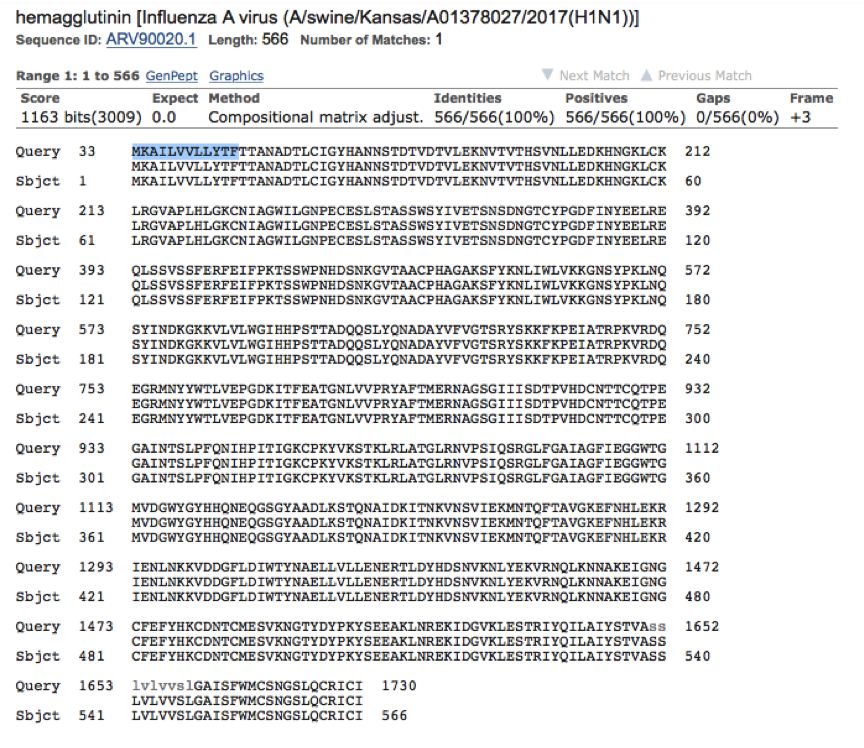 hemagglutinin [Influenza A virus (A/swine/Kansas/A01378027/2017(H1N1))]
Sequence ID: ARV90020.1 Length: 566 Number of Matches: 1
Range 1: 1 to 566 GenPept Graphics ▼ Next Match ▲ Previous Match
Score Expect Method Identities Positives Gaps Frame
1163 bits(3009) 0.0 Compositional matrix adjust. 566/566(100%) 566/566(100%) 0/566(0%) +3
Query 33 MKAILVVLLYTFTTANADTLCIGYHANNSTDTVDTVLEKNVTVTHSVNLLEDKHNGKLCK 212
MKAILVVLLYTFTTANADTLCIGYHANNSTDTVDTVLEKNVTVTHSVNLLEDKHNGKLCK
Sbjct 1 MKAILVVLLYTFTTANADTLCIGYHANNSTDTVDTVLEKNVTVTHSVNLLEDKHNGKLCK 60
Query 213 LRGVAPLHLGKCNIAGWILGNPECESLSTASSWSYIVETSNSDNGTCYPGDFINYEELRE 392
LRGVAPLHLGKCNIAGWILGNPECESLSTASSWSYIVETSNSDNGTCYPGDFINYEELRE
Sbjct 61 LRGVAPLHLGKCNIAGWILGNPECESLSTASSWSYIVETSNSDNGTCYPGDFINYEELRE 120
Query 393 QLSSVSSFERFEIFPKTSSWPNHDSNKGVTAACPHAGAKSFYKNLIWLVKKGNSYPKLNQ 572
QLSSVSSFERFEIFPKTSSWPNHDSNKGVTAACPHAGAKSFYKNLIWLVKKGNSYPKLNQ
Sbjct 121 QLSSVSSFERFEIFPKTSSWPNHDSNKGVTAACPHAGAKSFYKNLIWLVKKGNSYPKLNQ 180
Query 573 SYINDKGKKVLVLWGIHHPSTTADQQSLYQNADAYVFVGTSRYSKKFKPEIATRPKVRDQ 752
SYINDKGKKVLVLWGIHHPSTTADQQSLYQNADAYVFVGTSRYSKKFKPEIATRPKVRDQ
Sbjct 181 SYINDKGKKVLVLWGIHHPSTTADQQSLYQNADAYVFVGTSRYSKKFKPEIATRPKVRDQ 240
Query 753 EGRMNYYWTLVEPGDKITFEATGNLVVPRYAFTMERNAGSGIIISDTPVHDCNTTCQTPE 932
EGRMNYYWTLVEPGDKITFEATGNLVVPRYAFTMERNAGSGIIISDTPVHDCNTTCQTPE
Sbjct 241 EGRMNYYWTLVEPGDKITFEATGNLVVPRYAFTMERNAGSGIIISDTPVHDCNTTCQTPE 300
Query 933 GAINTSLPFQNIHPITIGKCPKYVKSTKLRLATGLRNVPSIQSRGLFGAIAGFIEGGWTG 1112
GAINTSLPFQNIHPITIGKCPKYVKSTKLRLATGLRNVPSIQSRGLFGAIAGFIEGGWTG
Sbjct 301 GAINTSLPFQNIHPITIGKCPKYVKSTKLRLATGLRNVPSIQSRGLFGAIAGFIEGGWTG 360
Query 1113 MVDGWYGYHHQNEQGSGYAADLKSTQNAIDKITNKVNSVIEKMNTQFTAVGKEFNHLEKR 1292
MVDGWYGYHHQNEQGSGYAADLKSTQNAIDKITNKVNSVIEKMNTQFTAVGKEFNHLEKR
Sbjct 361 MVDGWYGYHHQNEQGSGYAADLKSTQNAIDKITNKVNSVIEKMNTQFTAVGKEFNHLEKR 420
Query 1293 IENLNKKVDDGFLDIWTYNAELLVLLENERTLDYHDSNVKNLYEKVRNQLKNNAKEIGNG 1472
IENLNKKVDDGFLDIWTYNAELLVLLENERTLDYHDSNVKNLYEKVRNQLKNNAKEIGNG
Sbjct 421 IENLNKKVDDGFLDIWTYNAELLVLLENERTLDYHDSNVKNLYEKVRNQLKNNAKEIGNG 480
Query 1473 CFEFYHKCDNTCMESVKNGTYDYPKYSEEAKLNREKIDGVKLESTRIYQILAIYSTVAss 1652
CFEFYHKCDNTCMESVKNGTYDYPKYSEEAKLNREKIDGVKLESTRIYQILAIYSTVA
Sbjct 481 CFEFYHKCDNTCMESVKNGTYDYPKYSEEAKLNREKIDGVKLESTRIYQILAIYSTVASS 540
Query 1653 lvlvvslGAISFWMCSNGSLQCRICI 1730
LVLVVSLGAISFWMCSNGSLQCRICI
Sbjct 541 LVLVVSLGAISFWMCSNGSLQCRICI 566